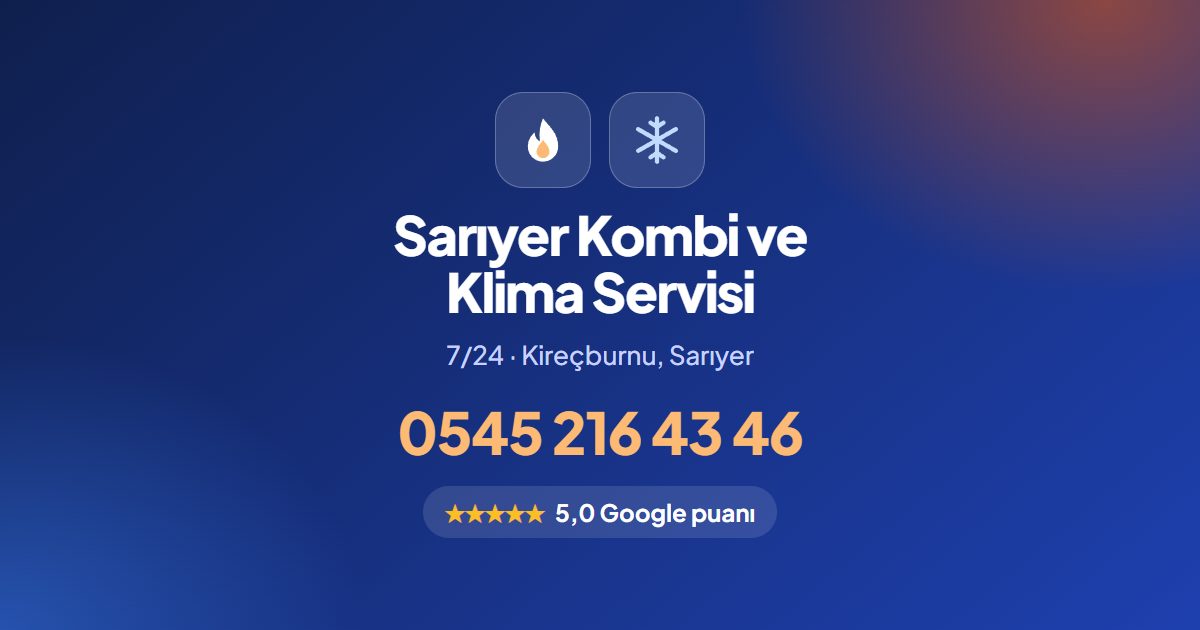 Sarıyer Kombi ve
Klima Servisi
7/24 · Kireçburnu, Sarıyer
0545 216 43 46
★★★★★ 5,0 Google puanı